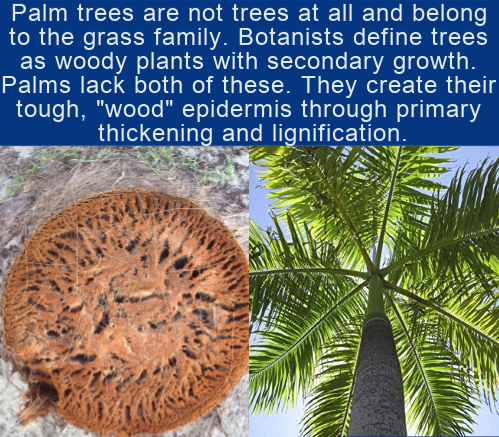 Palm trees are not trees at all and belong
to the grass family. Botanists define trees
as woody plants with secondary growth.
Palms lack both of these. They create their
tough, "wood" epidermis through primary
thickening and lignification.